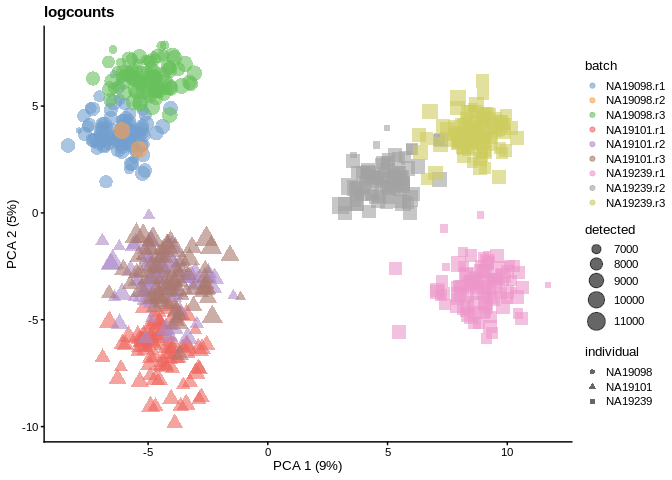 logcounts
PCA 2 (5%)
5
0
-5
-10
-5
0
5
10
PCA 1 (9%)
batch
NA19098.r1
NA19098.r2
NA19098.r3
NA19101.r1
NA19101.r2
NA19101.r3
NA19239.r1
NA19239.r2
NA19239.r3
detected
7000
8000
9000
10000
11000
individual
NA19098
NA19101
NA19239